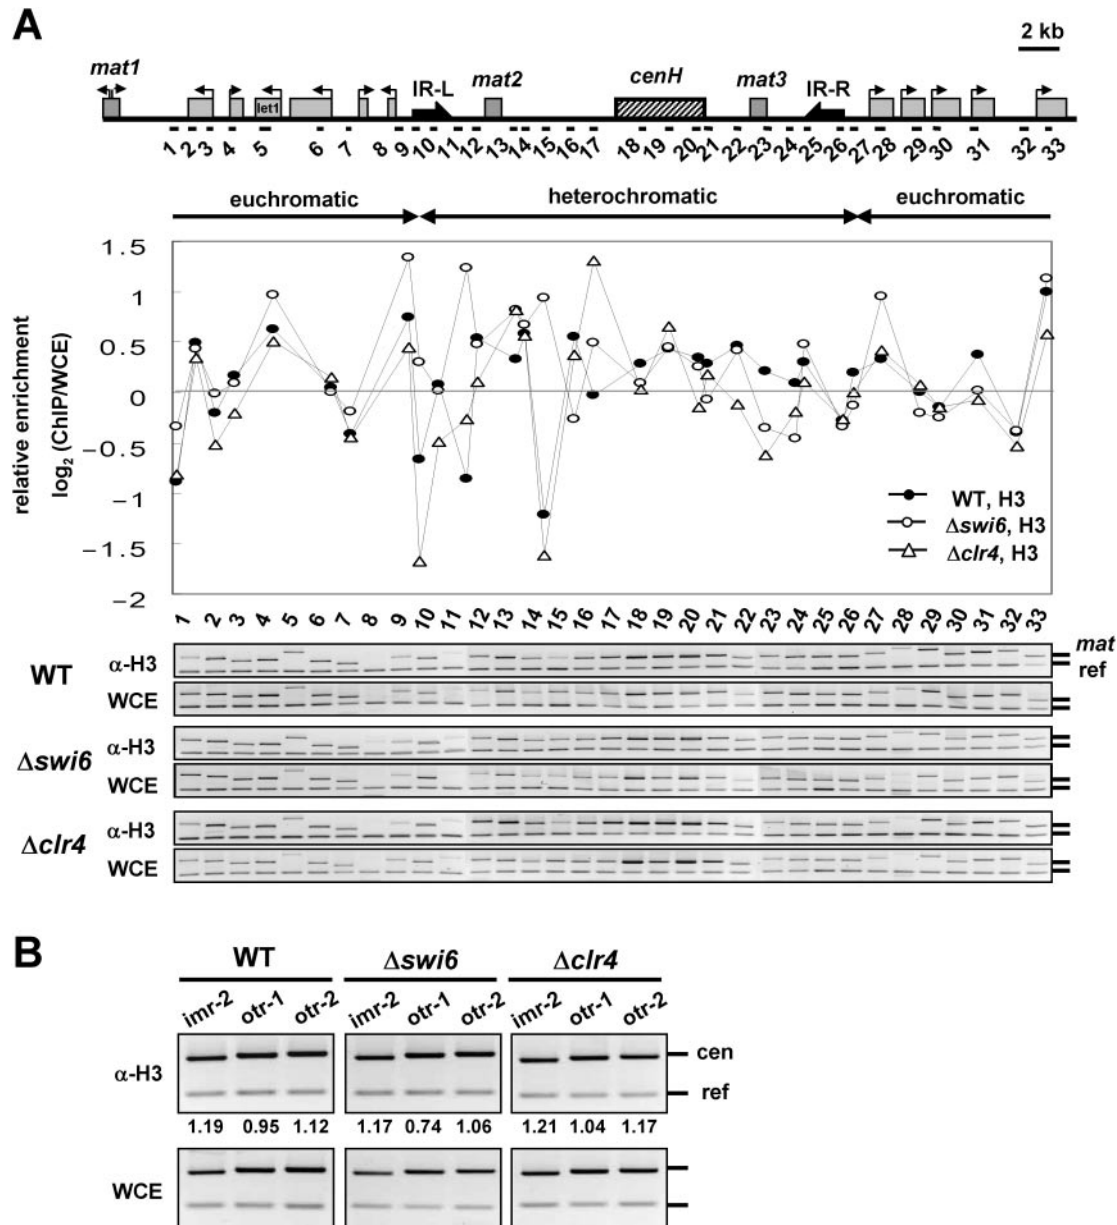 A
2 kb
mat1
IR-L
mat2
cenH
mat3
IR-R
let1
1 2 3 4 5 6 7 8 9 10 11 12 13 14 15 16 17 18 19 20 21 22 23 24 25 26 27 28 29 30 31 32 33
euchromatic
heterochromatic
euchromatic
relative enrichment
log2 (ChIP/WCE)
1.5
1
0.5
0
−0.5
−1
−1.5
−2
WT, H3
Δswi6, H3
Δclr4, H3
1 2 3 4 5 6 7 8 9 10 11 12 13 14 15 16 17 18 19 20 21 22 23 24 25 26 27 28 29 30 31 32 33
WT
α-H3
mat
ref
WCE
Δswi6
α-H3
WCE
Δclr4
α-H3
WCE
B
WT
Δswi6
Δclr4
imr-2 otr-1 otr-2 imr-2 otr-1 otr-2 imr-2 otr-1 otr-2
α-H3
cen
ref
1.19 0.95 1.12 1.17 0.74 1.06 1.21 1.04 1.17
WCE